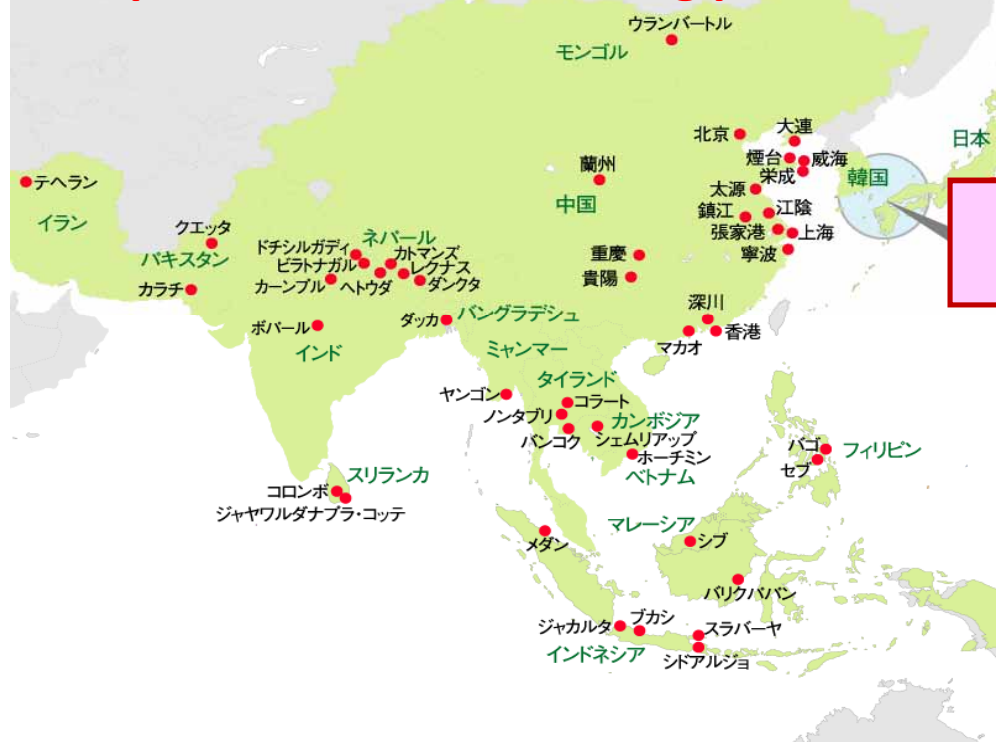 ウランバートル
モンゴル
北京
大連
日本
煙台
威海
栄成
韓国
蘭州
太源
テヘラン
中国
鎮江
江陰
イラン
クエッタ
張家港
上海
ドチシルガディ
ネパール
カトマンズ
寧波
パキスタン
ビラトナガル
レクナス
重慶
カラチ
カーンプル
ヘトウダ
ダンクタ
貴陽
深川
ボパール
ダッカ
バングラデシュ
香港
インド
ミャンマー
マカオ
タイランド
ヤンゴン
コラート
ノンタブリ
カンボジア
バンコク
シェムリアップ
バゴ
フィリピン
ホーチミン
セブ
スリランカ
ベトナム
コロンボ
ジャヤワルダナプラ・コッテ
マレーシア
メダン
シブ
バリクパパン
ジャカルタ
ブカシ
スラバーヤ
インドネシア
シドアルジョ